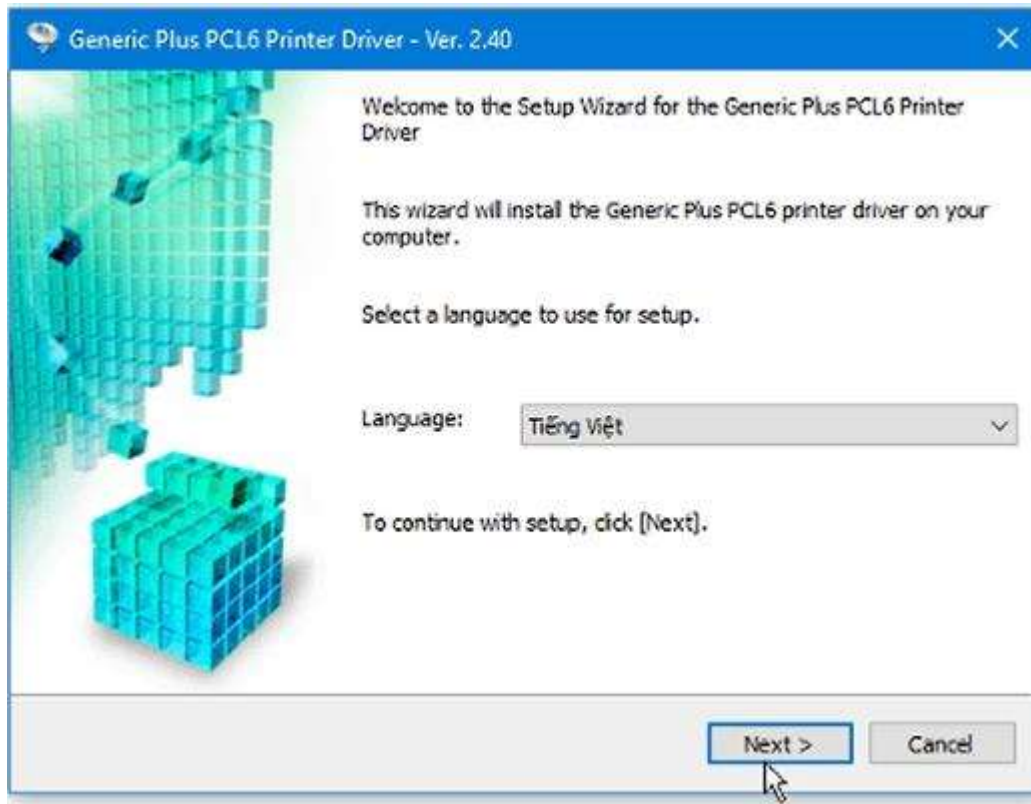 Generic Plus PCL6 Printer Driver - Ver. 2.40
Welcome to the Setup Wizard for the Generic Plus PCL6 Printer
Driver
This wizard will install the Generic Plus PCL6 printer driver on your
computer.
Select a language to use for setup.
Language: Tiếng Việt
To continue with setup, click [Next].
Next > Cancel